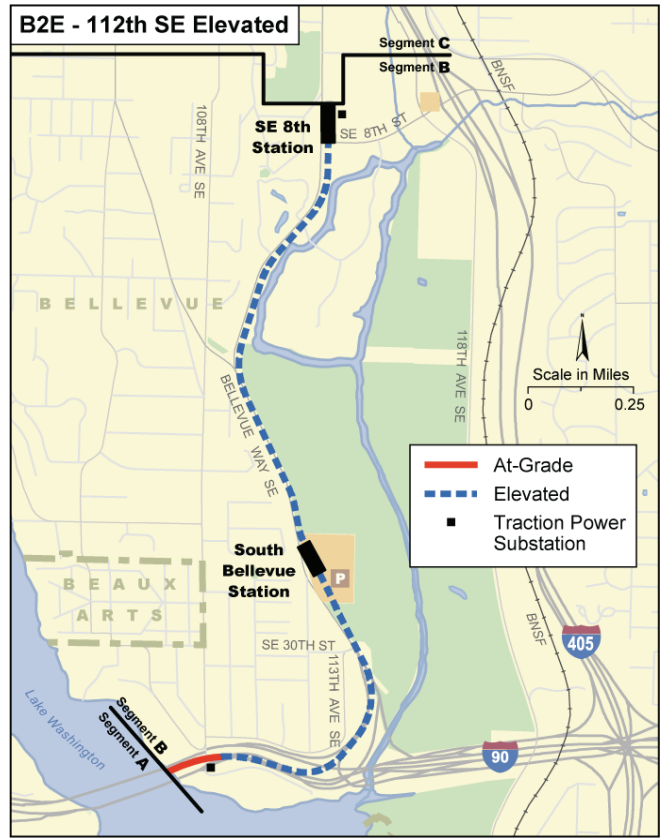 B2E - 112th SE Elevated
Segment C
Segment B
BNSF
108TH AVE SE
SE 8th
Station
SE 8TH ST
BELLEVUE
118TH AVE SE
Scale in Miles
0 0.25
BELLEVUE WAY SE
At-Grade
Elevated
Traction Power
Substation
South
Bellevue
Station
P
BEAUX
ARTS
SE 30TH ST
113TH AVE SE
BNSF
405
Lake Washington
Segment B
Segment A
90